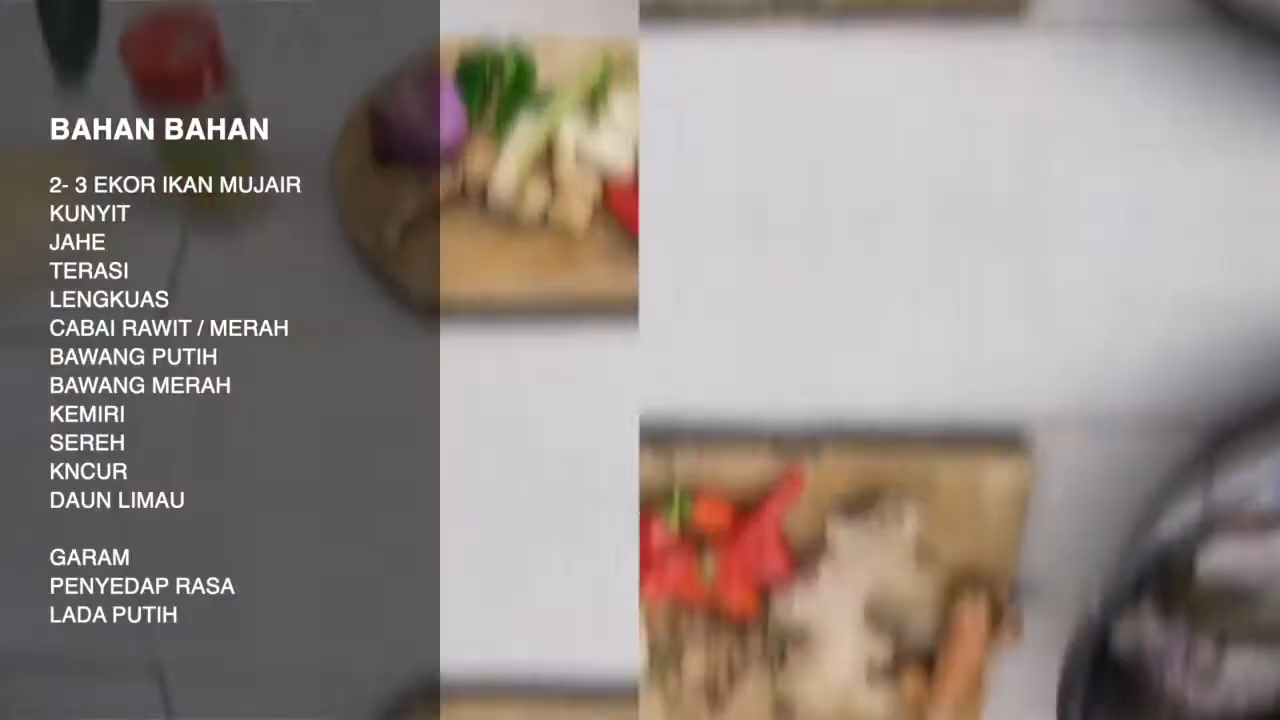 BAHAN BAHAN
2- 3 EKOR IKAN MUJAIR
KUNYIT
JAHE
TERASI
LENGKUAS
CABAI RAWIT / MERAH
BAWANG PUTIH
BAWANG MERAH
KEMIRI
SEREH
KNCUR
DAUN LIMAU
GARAM
PENYEDAP RASA
LADA PUTIH